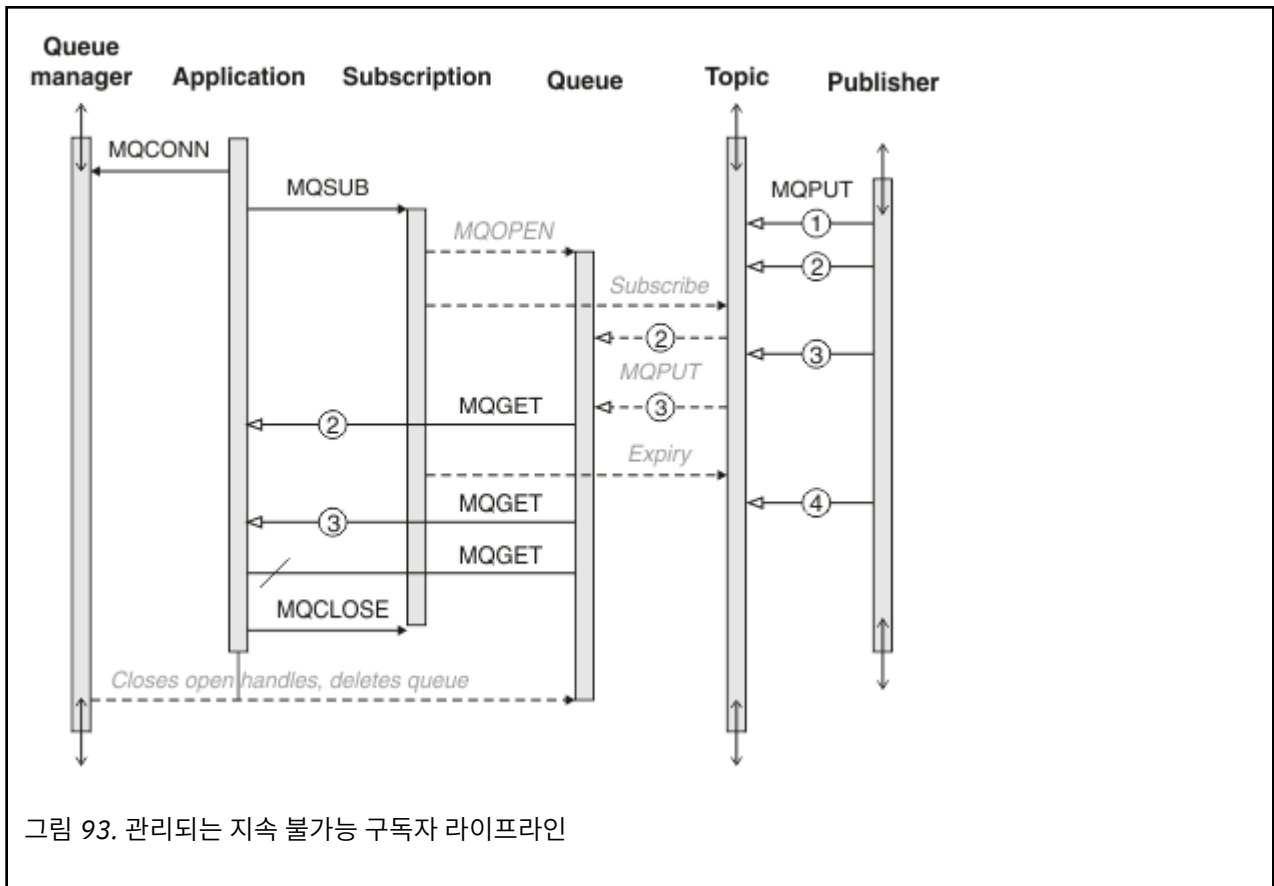 Queue manager Application Subscription Queue Topic Publisher
MQCONN
MQSUB
MQPUT
①
MQOPEN
②
Subscribe
②
③
MQPUT
③
MQGET
②
Expiry
MQGET
④
③
MQGET
MQCLOSE
Closes open handles, deletes queue
그림 93. 관리되는 지속 불가능 구독자 라이프라인